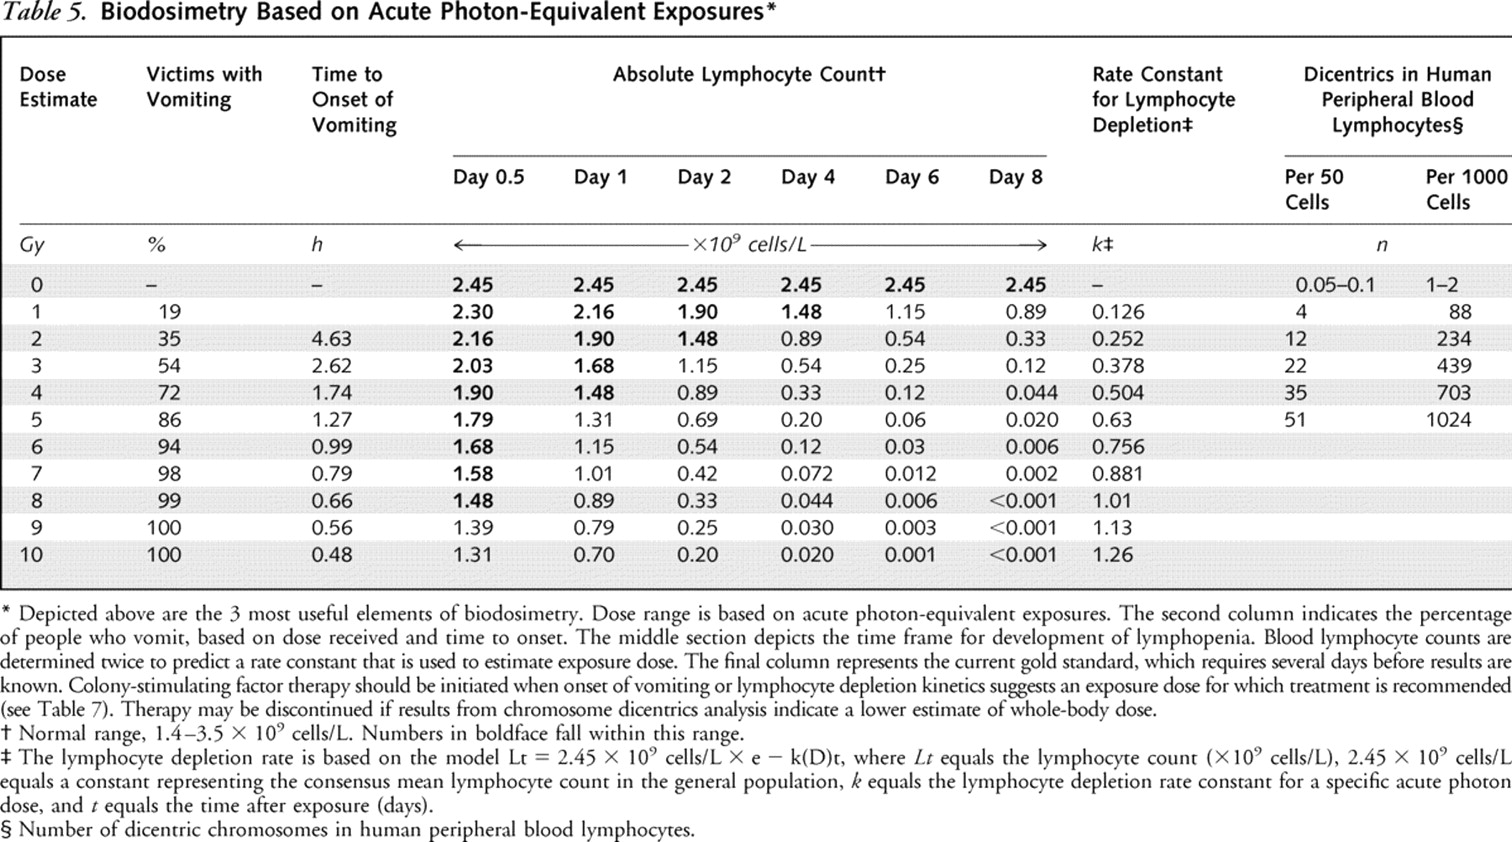 Table 5. Biodosimetry Based on Acute Photon-Equivalent Exposures*
Dose Estimate Victims with Vomiting Time to Onset of Vomiting Absolute Lymphocyte Count† Rate Constant for Lymphocyte Depletion‡ Dicentrics in Human Peripheral Blood Lymphocytes§
Day 0.5 Day 1 Day 2 Day 4 Day 6 Day 8 Per 50 Cells Per 1000 Cells
Gy % h ←×10⁹ cells/L→ k‡ n
0 – – 2.45 2.45 2.45 2.45 2.45 2.45 – 0.05–0.1 1–2
1 19 2.30 2.16 1.90 1.48 1.15 0.89 0.126 4 88
2 35 4.63 2.16 1.90 1.48 0.89 0.54 0.33 0.252 12 234
3 54 2.62 2.03 1.68 1.15 0.54 0.25 0.12 0.378 22 439
4 72 1.74 1.90 1.48 0.89 0.33 0.12 0.044 0.504 35 703
5 86 1.27 1.79 1.31 0.69 0.20 0.06 0.020 0.63 51 1024
6 94 0.99 1.68 1.15 0.54 0.12 0.03 0.006 0.756
7 98 0.79 1.58 1.01 0.42 0.072 0.012 0.002 0.881
8 99 0.66 1.48 0.89 0.33 0.044 0.006 <0.001 1.01
9 100 0.56 1.39 0.79 0.25 0.030 0.003 <0.001 1.13
10 100 0.48 1.31 0.70 0.20 0.020 0.001 <0.001 1.26
* Depicted above are the 3 most useful elements of biodosimetry. Dose range is based on acute photon-equivalent exposures. The second column indicates the percentage
of people who vomit, based on dose received and time to onset. The middle section depicts the time frame for development of lymphopenia. Blood lymphocyte counts are
determined twice to predict a rate constant that is used to estimate exposure dose. The final column represents the current gold standard, which requires several days before results are
known. Colony-stimulating factor therapy should be initiated when onset of vomiting or lymphocyte depletion kinetics suggests an exposure dose for which treatment is recommended
(see Table 7). Therapy may be discontinued if results from chromosome dicentrics analysis indicate a lower estimate of whole-body dose.
† Normal range, 1.4–3.5 × 10⁹ cells/L. Numbers in boldface fall within this range.
‡ The lymphocyte depletion rate is based on the model Lt = 2.45 × 10⁹ cells/L × e − k(D)t, where Lt equals the lymphocyte count (×10⁹ cells/L), 2.45 × 10⁹ cells/L
equals a constant representing the consensus mean lymphocyte count in the general population, k equals the lymphocyte depletion rate constant for a specific acute photon
dose, and t equals the time after exposure (days).
§ Number of dicentric chromosomes in human peripheral blood lymphocytes.